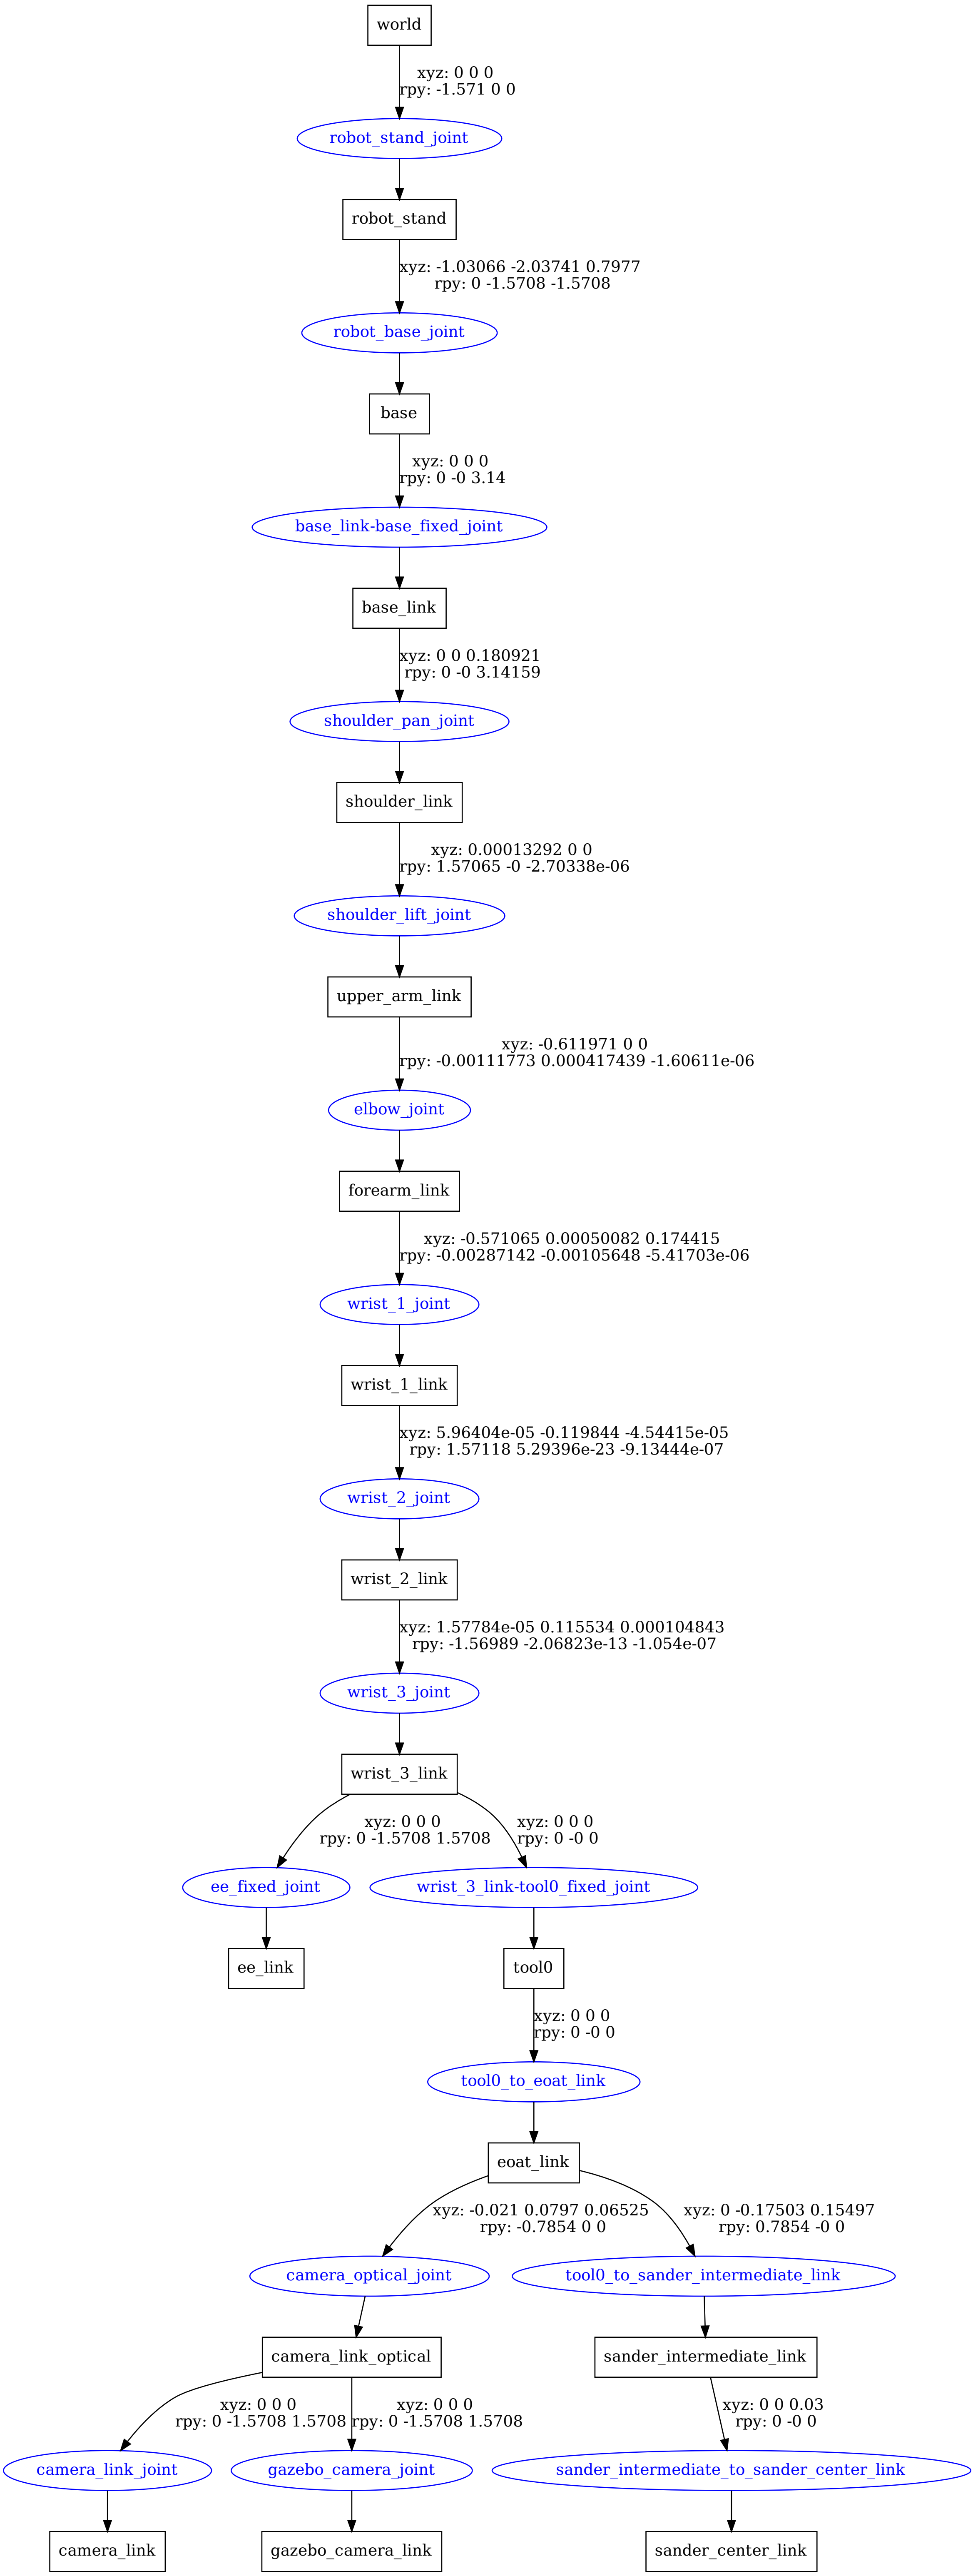 world
xyz: 0 0 0
rpy: -1.571 0 0
robot_stand_joint
robot_stand
xyz: -1.03066 -2.03741 0.7977
rpy: 0 -1.5708 -1.5708
robot_base_joint
base
xyz: 0 0 0
rpy: 0 -0 3.14
base_link-base_fixed_joint
base_link
xyz: 0 0 0.180921
rpy: 0 -0 3.14159
shoulder_pan_joint
shoulder_link
xyz: 0.00013292 0 0
rpy: 1.57065 -0 -2.70338e-06
shoulder_lift_joint
upper_arm_link
xyz: -0.611971 0 0
rpy: -0.00111773 0.000417439 -1.60611e-06
elbow_joint
forearm_link
xyz: -0.571065 0.00050082 0.174415
rpy: -0.00287142 -0.00105648 -5.41703e-06
wrist_1_joint
wrist_1_link
xyz: 5.96404e-05 -0.119844 -4.54415e-05
rpy: 1.57118 5.29396e-23 -9.13444e-07
wrist_2_joint
wrist_2_link
xyz: 1.57784e-05 0.115534 0.000104843
rpy: -1.56989 -2.06823e-13 -1.054e-07
wrist_3_joint
wrist_3_link
xyz: 0 0 0
rpy: 0 -1.5708 1.5708
xyz: 0 0 0
rpy: 0 -0 0
ee_fixed_joint
wrist_3_link-tool0_fixed_joint
ee_link
tool0
xyz: 0 0 0
rpy: 0 -0 0
tool0_to_eoat_link
eoat_link
xyz: -0.021 0.0797 0.06525
rpy: -0.7854 0 0
xyz: 0 -0.17503 0.15497
rpy: 0.7854 -0 0
camera_optical_joint
tool0_to_sander_intermediate_link
camera_link_optical
sander_intermediate_link
xyz: 0 0 0
rpy: 0 -1.5708 1.5708
xyz: 0 0 0
rpy: 0 -1.5708 1.5708
xyz: 0 0 0.03
rpy: 0 -0 0
camera_link_joint
gazebo_camera_joint
sander_intermediate_to_sander_center_link
camera_link
gazebo_camera_link
sander_center_link